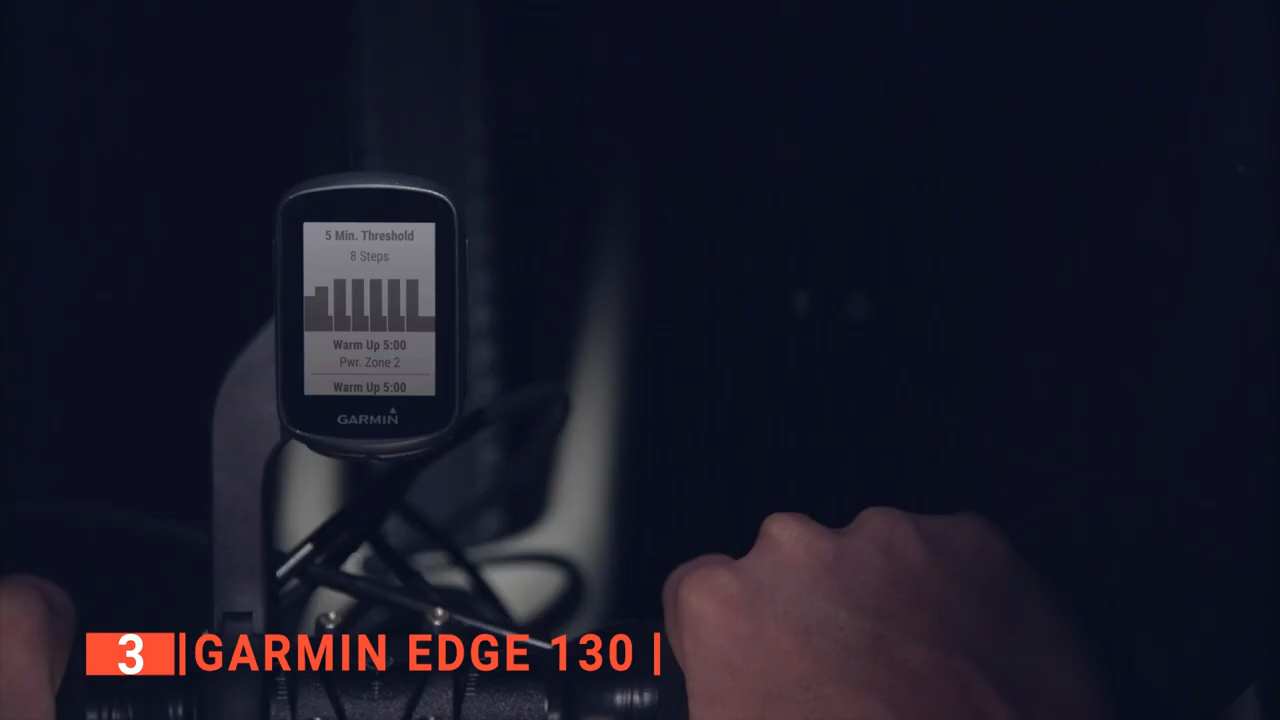 5 Min. Threshold
8 Steps
Warm Up 5:00
Pwr. Zone 2
Warm Up 5:00
GARMIN
3 |GARMIN EDGE 130 |